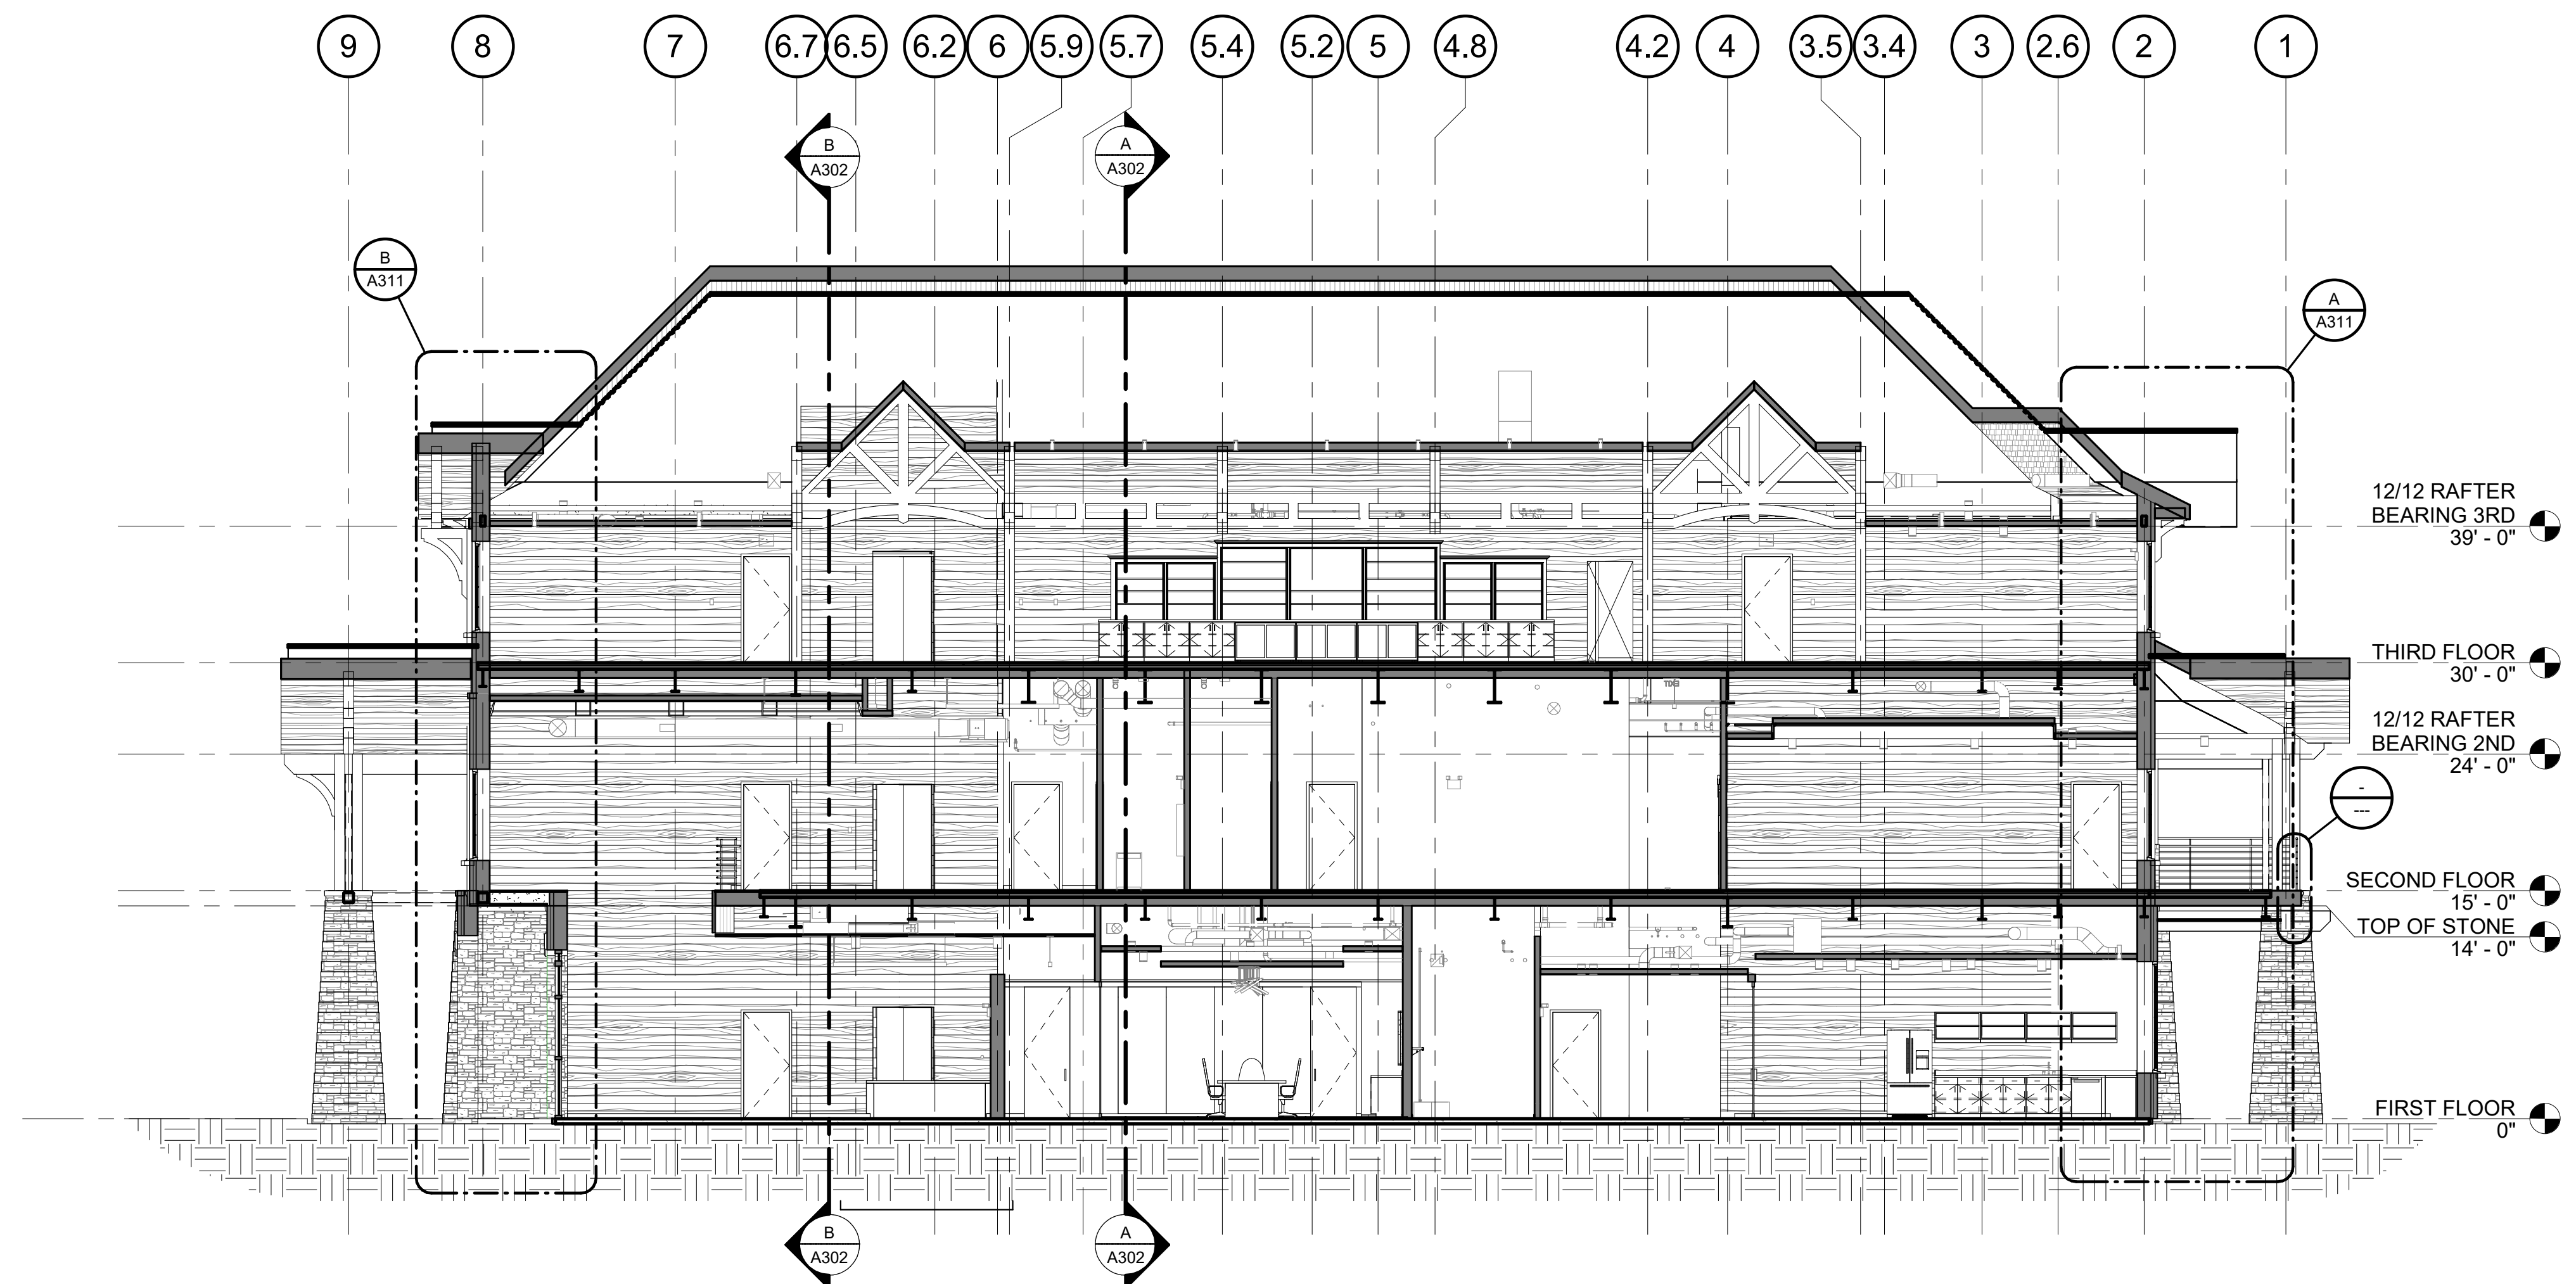 9 8 7 6.7 6.5 6.2 6 5.9 5.7 5.4 5.2 5 4.8 4.2 4 3.5 3.4 3 2.6 2 1
B
A302
A
A302
B
A311
A
A311
12/12 RAFTER
BEARING 3RD
39' - 0"
THIRD FLOOR
30' - 0"
12/12 RAFTER
BEARING 2ND
24' - 0"
-
---
SECOND FLOOR
15' - 0"
TOP OF STONE
14' - 0"
FIRST FLOOR
0"
B
A302
A
A302